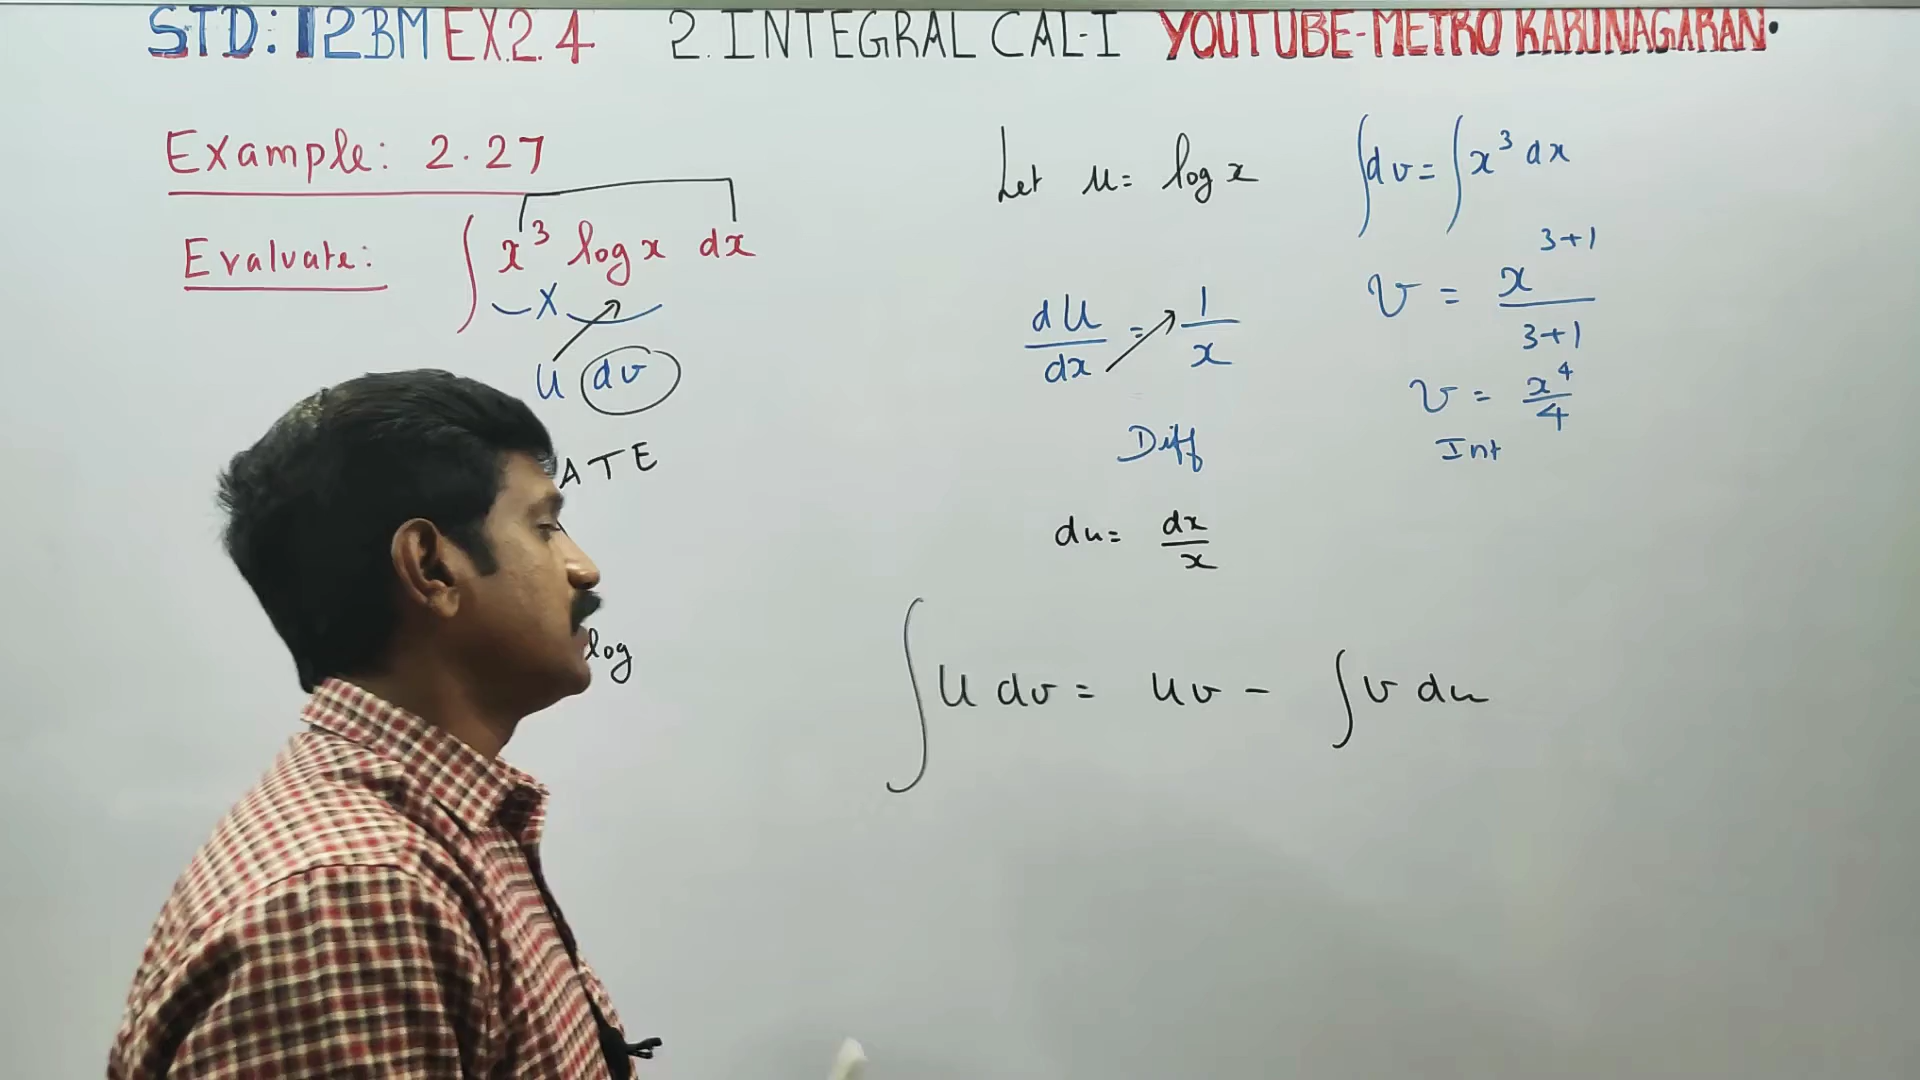 STD: 12BM EX.2.4 2. INTEGRAL CAL-I YOUTUBE-METRO KARUNAGARAN.
Example: 2.27
Evaluate: ∫ x³ log x dx
X
u dv
ATE
log
Let u = log x
du/dx = 1/x
Diff
du = dx/x
∫dv = ∫x³ dx
v = x^(3+1)/(3+1)
v = x⁴/4
Int
∫u dv = uv - ∫v du